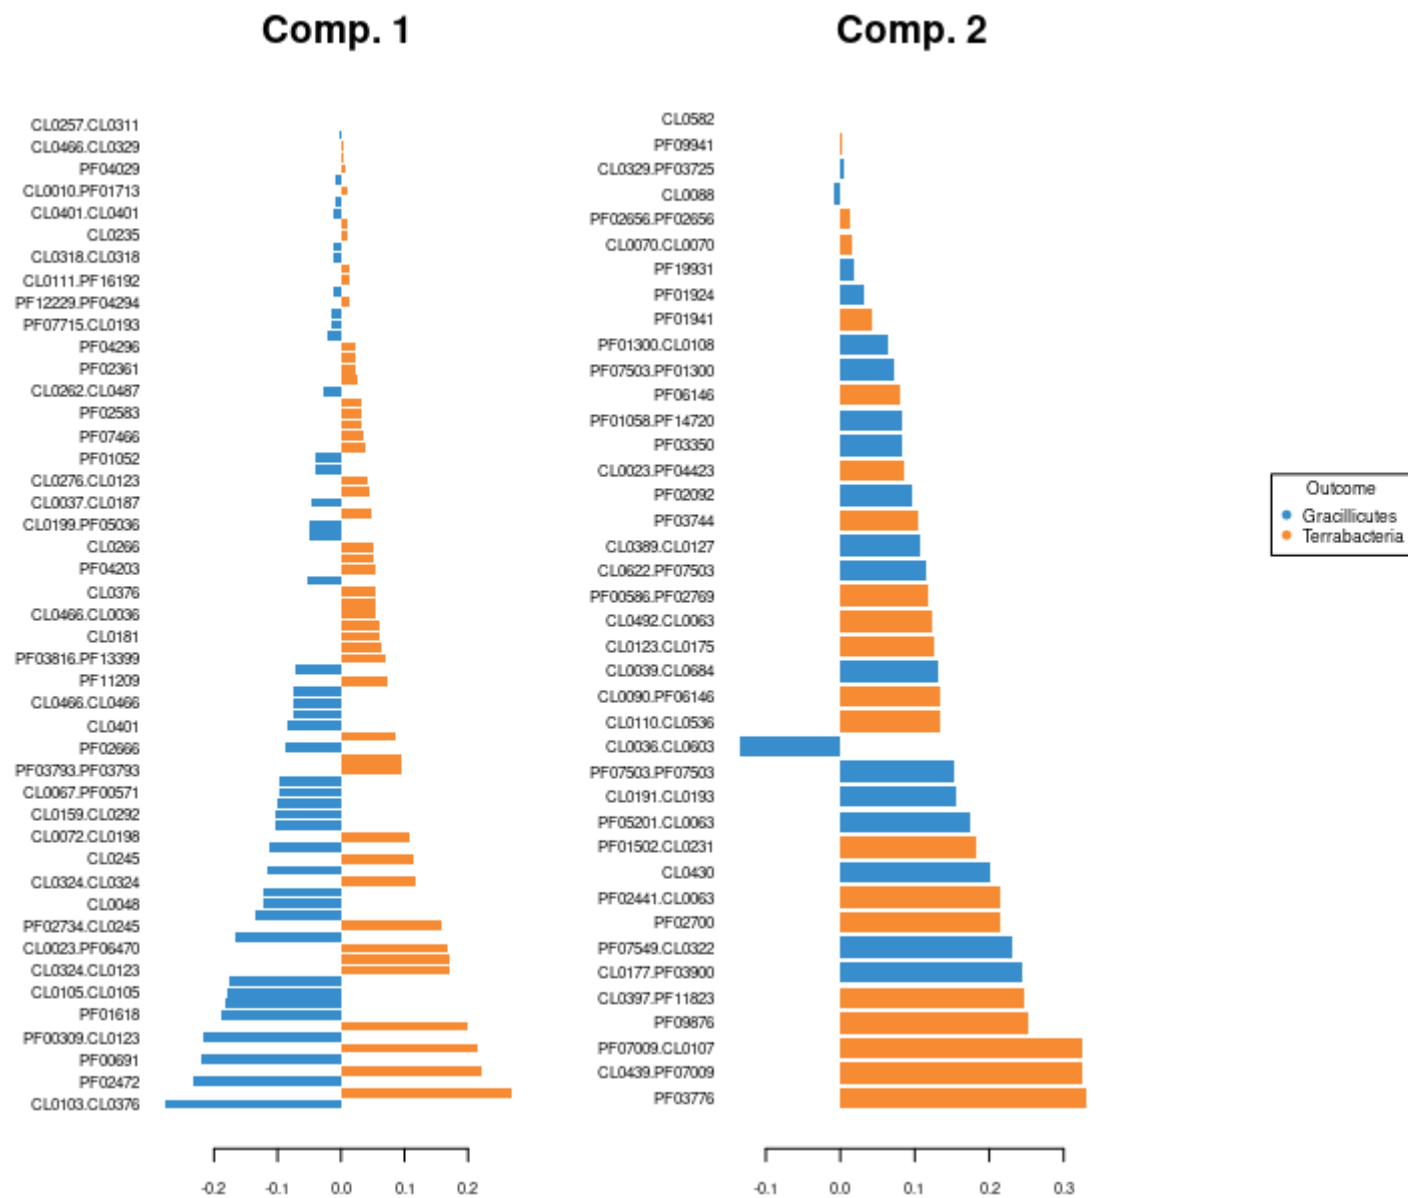 Comp. 1
CL0257.CL0311
CL0466.CL0329
PF04029
CL0010.PF01713
CL0401.CL0401
CL0235
CL0318.CL0318
CL0111.PF16192
PF12229.PF04294
PF07715.CL0193
PF04296
PF02361
CL0262.CL0487
PF02583
PF07466
PF01052
CL0276.CL0123
CL0037.CL0187
CL0199.PF05036
CL0266
PF04203
CL0376
CL0466.CL0036
CL0181
PF03816.PF13399
PF11209
CL0466.CL0466
CL0401
PF02666
PF03793.PF03793
CL0067.PF00571
CL0159.CL0292
CL0072.CL0198
CL0245
CL0324.CL0324
CL0048
PF02734.CL0245
CL0023.PF06470
CL0324.CL0123
CL0105.CL0105
PF01618
PF00309.CL0123
PF00691
PF02472
CL0103.CL0376
-0.2 -0.1 0.0 0.1 0.2
Comp. 2
CL0582
PF09941
CL0329.PF03725
CL0088
PF02656.PF02656
CL0070.CL0070
PF19931
PF01924
PF01941
PF01300.CL0108
PF07503.PF01300
PF06146
PF01058.PF14720
PF03350
CL0023.PF04423
PF02092
PF03744
CL0389.CL0127
CL0622.PF07503
PF00586.PF02769
CL0492.CL0063
CL0123.CL0175
CL0039.CL0684
CL0090.PF06146
CL0110.CL0536
CL0036.CL0603
PF07503.PF07503
CL0191.CL0193
PF05201.CL0063
PF01502.CL0231
CL0430
PF02441.CL0063
PF02700
PF07549.CL0322
CL0177.PF03900
CL0397.PF11823
PF09876
PF07009.CL0107
CL0439.PF07009
PF03776
-0.1 0.0 0.1 0.2 0.3
Outcome
Gracillicutes
Terrabacteria